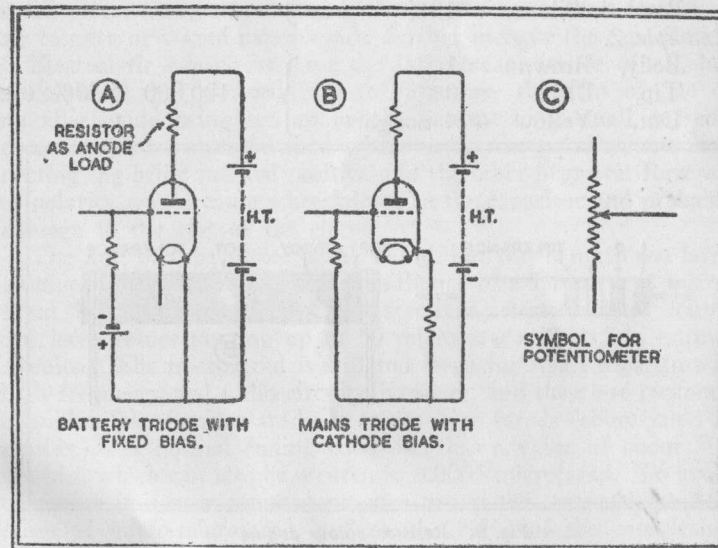 A
B
C
RESISTOR
AS ANODE
LOAD
+
H.T.
-
-
+
+
H.T.
-
SYMBOL FOR
POTENTIOMETER
BATTERY TRIODE WITH
FIXED BIAS.
MAINS TRIODE WITH
CATHODE BIAS.